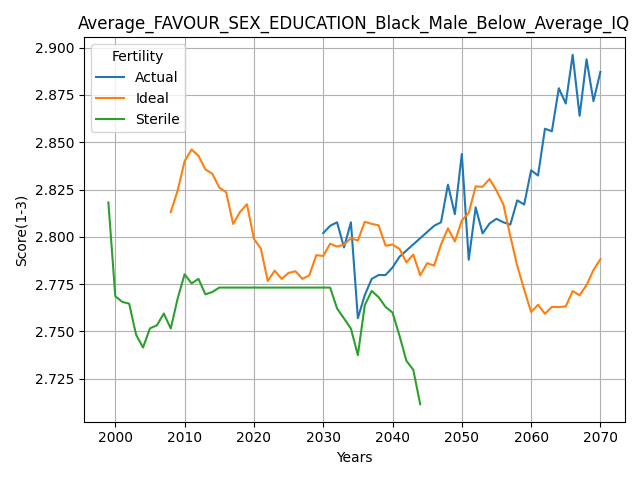 Average_FAVOUR_SEX_EDUCATION_Black_Male_Below_Average_IQ
Fertility
Actual
Ideal
Sterile
Score(1-3)
2.900
2.875
2.850
2.825
2.800
2.775
2.750
2.725
2000 2010 2020 2030 2040 2050 2060 2070
Years